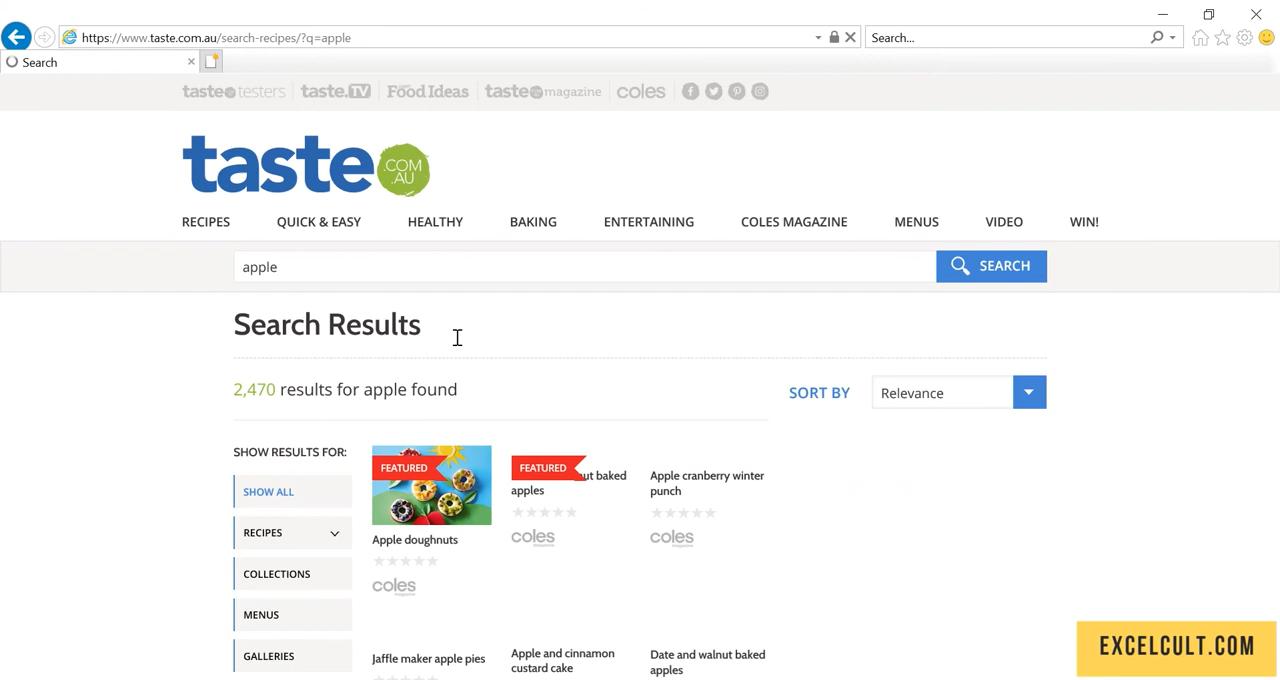 https://www.taste.com.au/search-recipes/?q=apple
Search...
Search
taste testers
taste.TV
Food Ideas
taste magazine
coles
taste
.COM
.AU
RECIPES
QUICK & EASY
HEALTHY
BAKING
ENTERTAINING
COLES MAGAZINE
MENUS
VIDEO
WIN!
apple
SEARCH
Search Results
2,470 results for apple found
SORT BY
Relevance
SHOW RESULTS FOR:
SHOW ALL
RECIPES
COLLECTIONS
MENUS
GALLERIES
FEATURED
Apple doughnuts
coles
magazine
FEATURED
baked
apples
coles
magazine
Apple cranberry winter
punch
coles
magazine
Jaffle maker apple pies
Apple and cinnamon
custard cake
Date and walnut baked
apples
EXCELCULT.COM